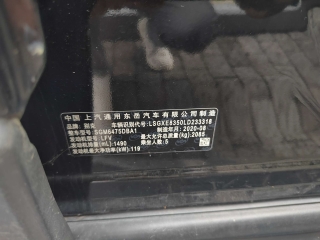 中国 上汽通用东岳汽车有限公司制造
品牌: 别克 车辆识别代号:LSGXE8350LD233318
整车型号:SGM6475DBA1 制造年月:2020-06
发动机型号:LFV 最大允许总质量(kg):2085
发动机排量(mL):1490 乘坐人数:5
发动机最大净功率(kW):119